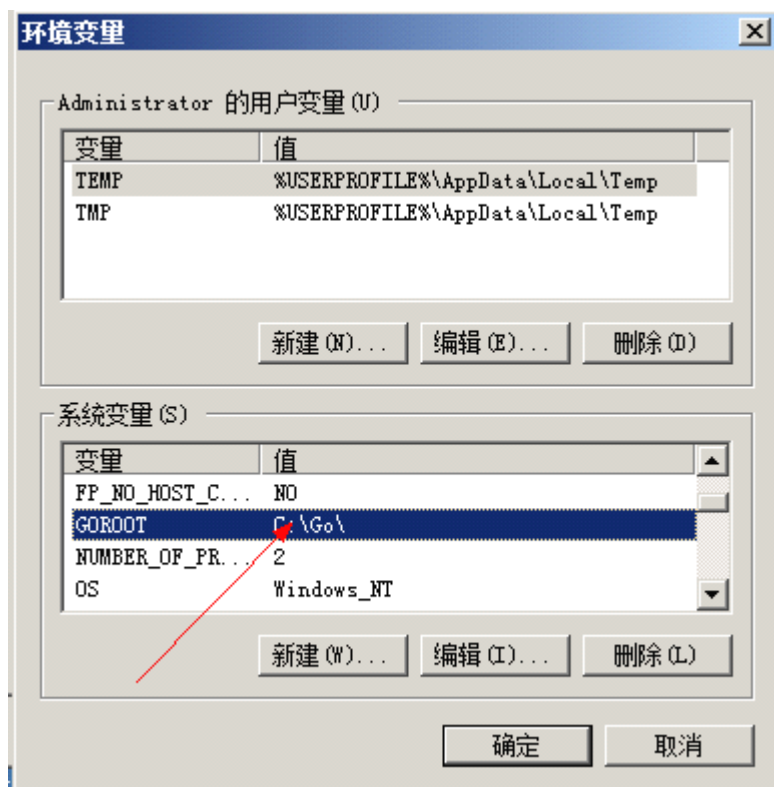 环境变量
Administrator 的用户变量(U)
变量 值
TEMP %USERPROFILE%\AppData\Local\Temp
TMP %USERPROFILE%\AppData\Local\Temp
新建(N)... 编辑(E)... 删除(D)
系统变量(S)
变量 值
FP_NO_HOST_C... NO
GOROOT C:\Go\
NUMBER_OF_PR... 2
OS Windows_NT
新建(W)... 编辑(I)... 删除(L)
确定 取消